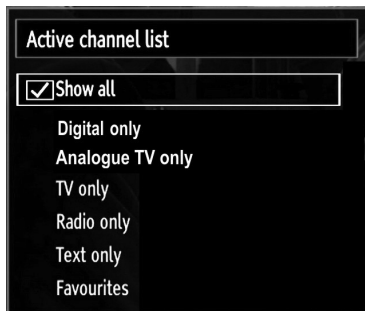 Active channel list
Show all
Digital only
Analogue TV only
TV only
Radio only
Text only
Favourites